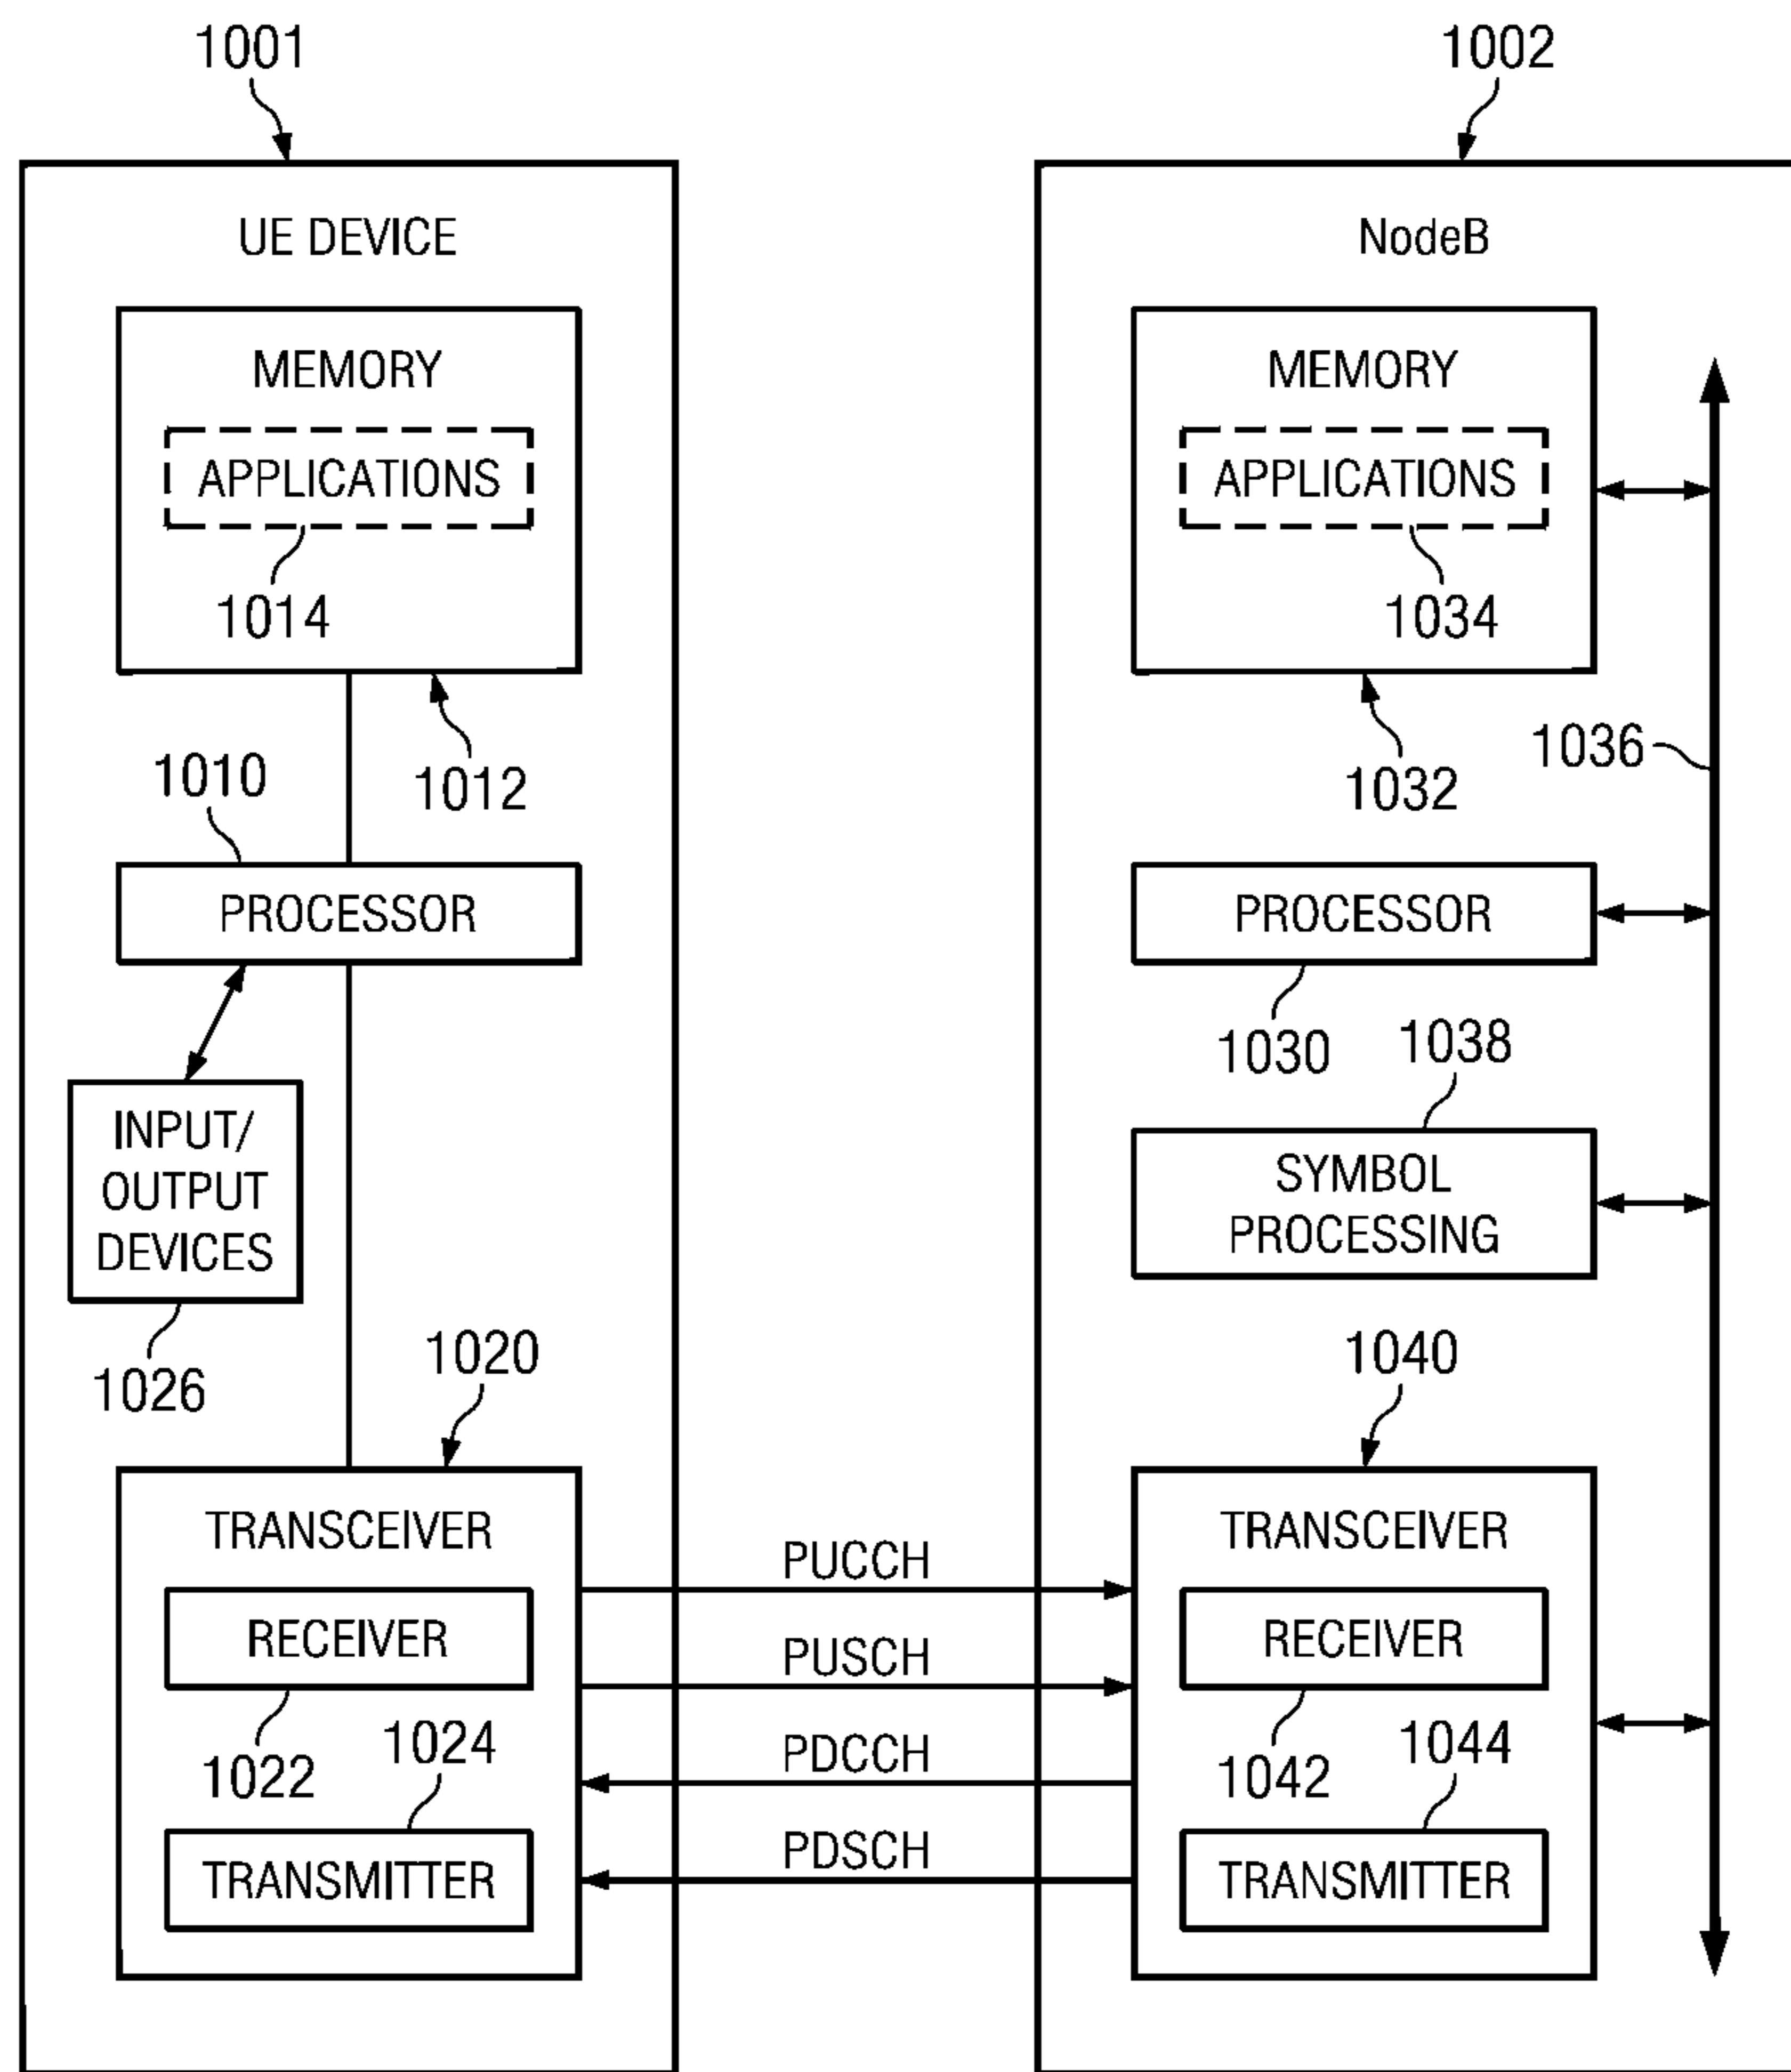 1001
1002
UE DEVICE
NodeB
MEMORY
APPLICATIONS
1014
1012
MEMORY
APPLICATIONS
1034
1032
1036
1010
PROCESSOR
PROCESSOR
1030
1038
INPUT/
OUTPUT
DEVICES
1026
SYMBOL
PROCESSING
1020
1040
TRANSCEIVER
RECEIVER
1022
1024
TRANSMITTER
PUCCH
PUSCH
PDCCH
PDSCH
TRANSCEIVER
RECEIVER
1042
1044
TRANSMITTER